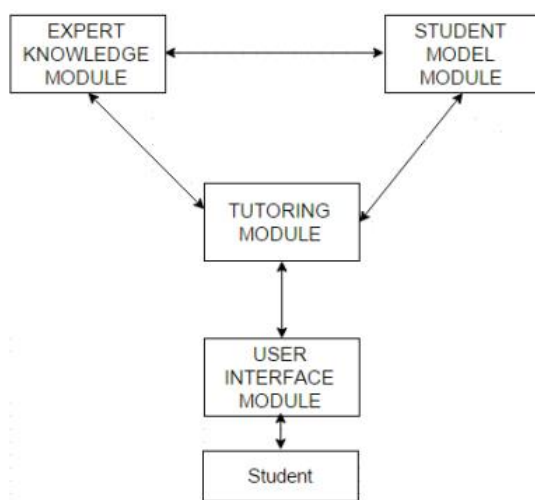 EXPERT
KNOWLEDGE
MODULE
STUDENT
MODEL
MODULE
TUTORING
MODULE
USER
INTERFACE
MODULE
Student